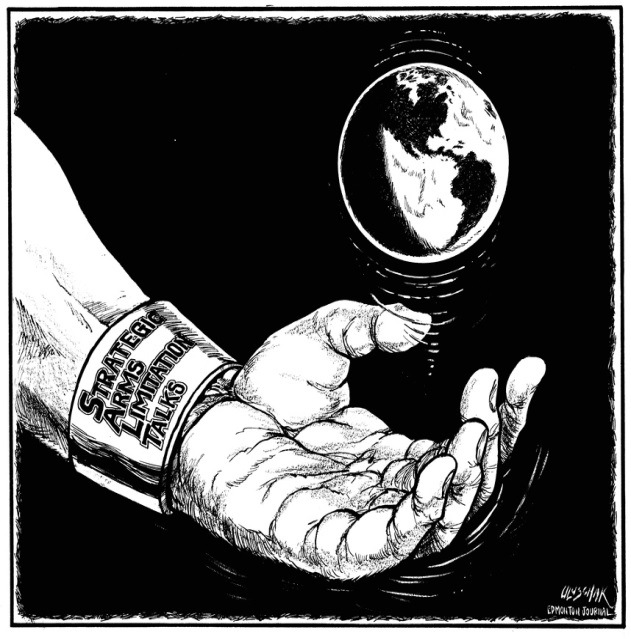 STRATEGIC
ARMS
LIMITATION
TALKS
ULUSCHAK
EDMONTON JOURNAL